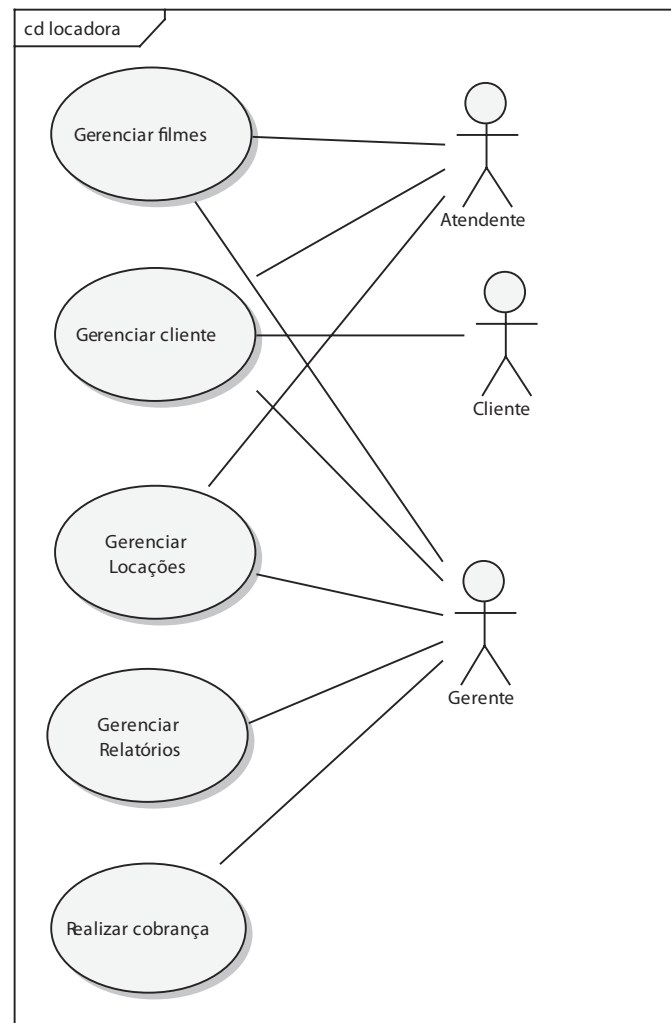 cd locadora
Gerenciar filmes
Atendente
Gerenciar cliente
Cliente
Gerenciar
Locações
Gerente
Gerenciar
Relatórios
Realizar cobrança